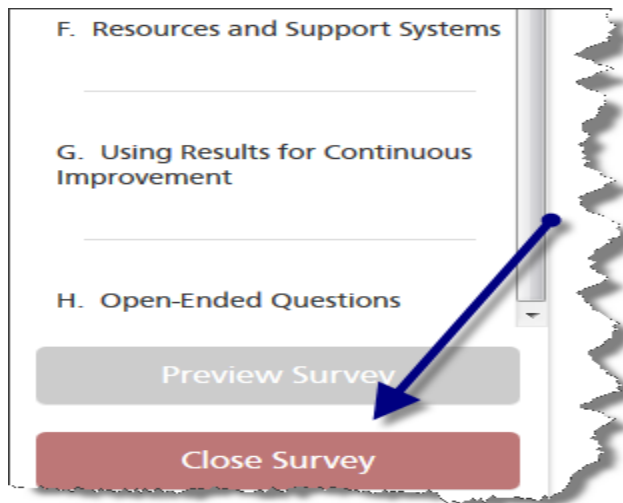 F. Resources and Support Systems
G. Using Results for Continuous
Improvement
H. Open-Ended Questions
Preview Survey
Close Survey